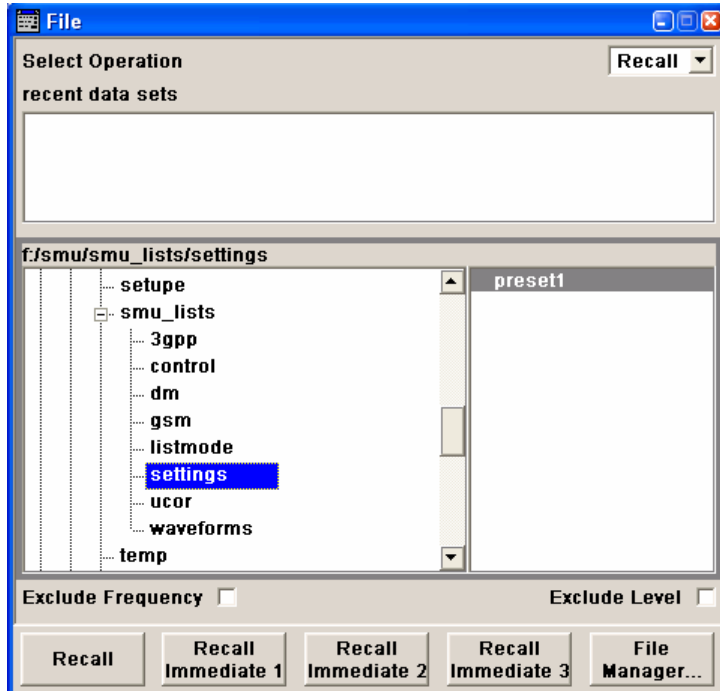 File
Select Operation
Recall
recent data sets
f:/smu/smu_lists/settings
setupe
smu_lists
3gpp
control
dm
gsm
listmode
settings
ucor
waveforms
temp
preset1
Exclude Frequency
Exclude Level
Recall
Recall Immediate 1
Recall Immediate 2
Recall Immediate 3
File Manager...